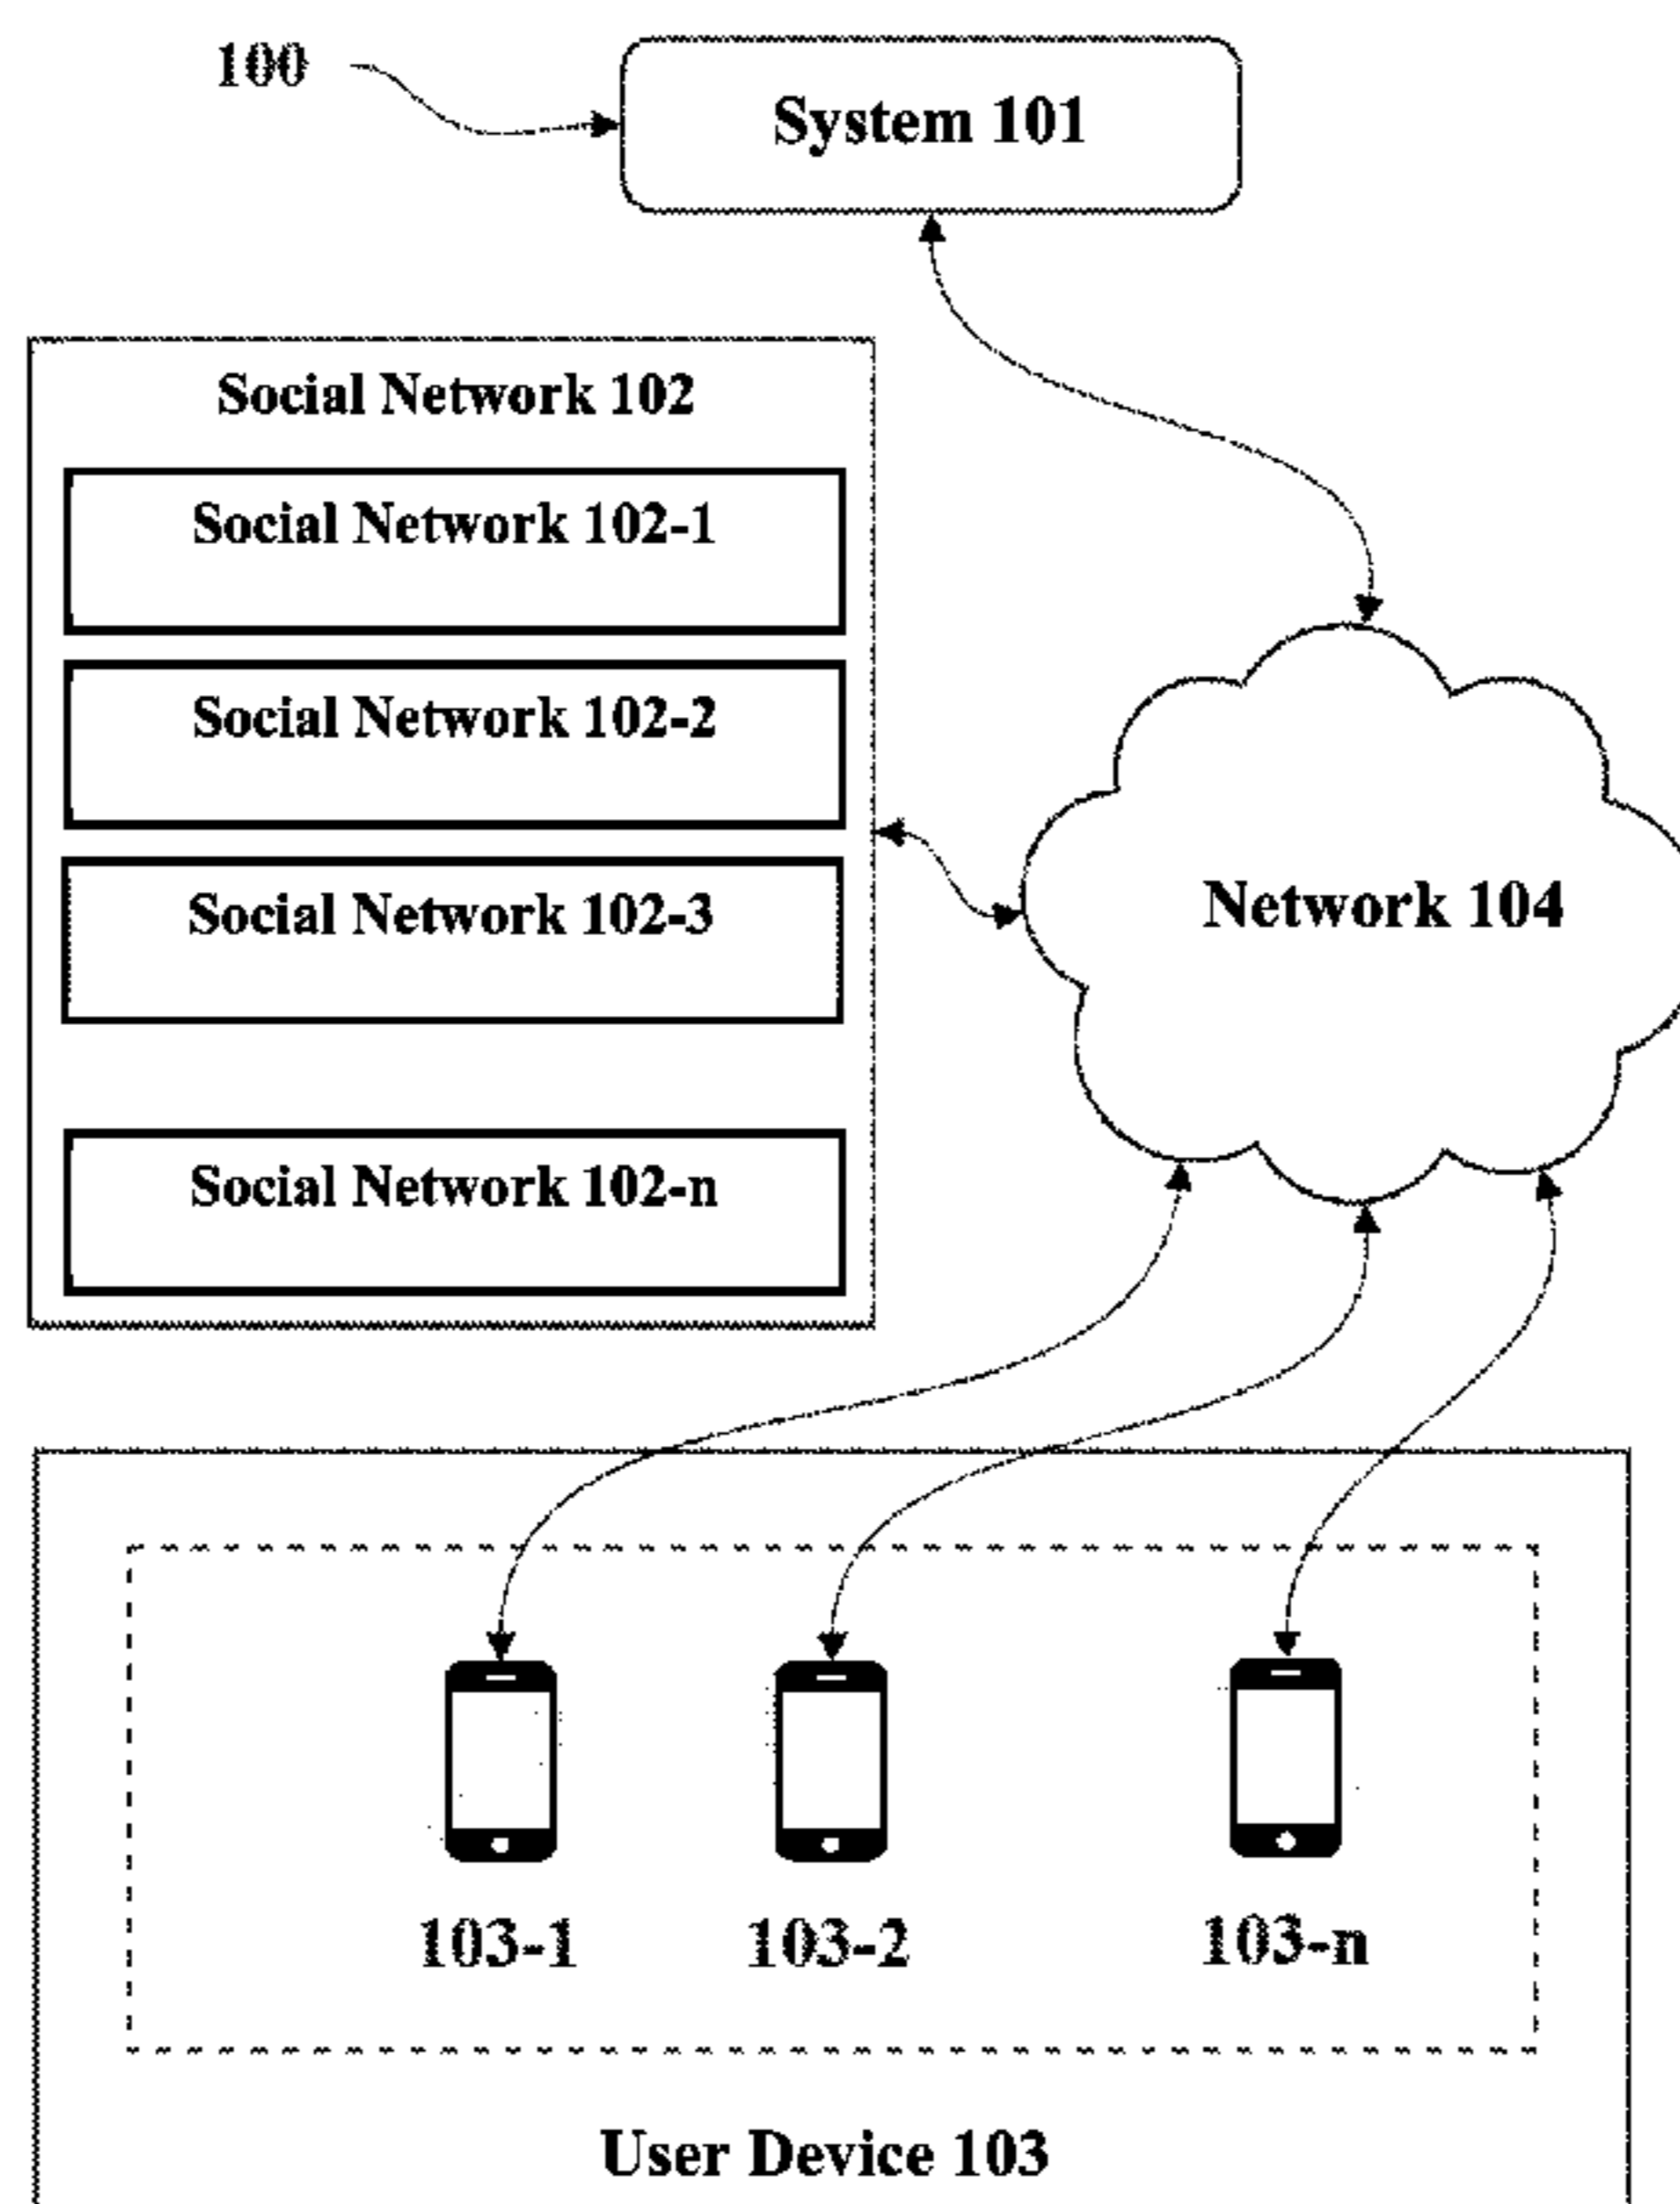 100
System 101
Social Network 102
Social Network 102-1
Social Network 102-2
Social Network 102-3
Social Network 102-n
Network 104
103-1
103-2
103-n
User Device 103